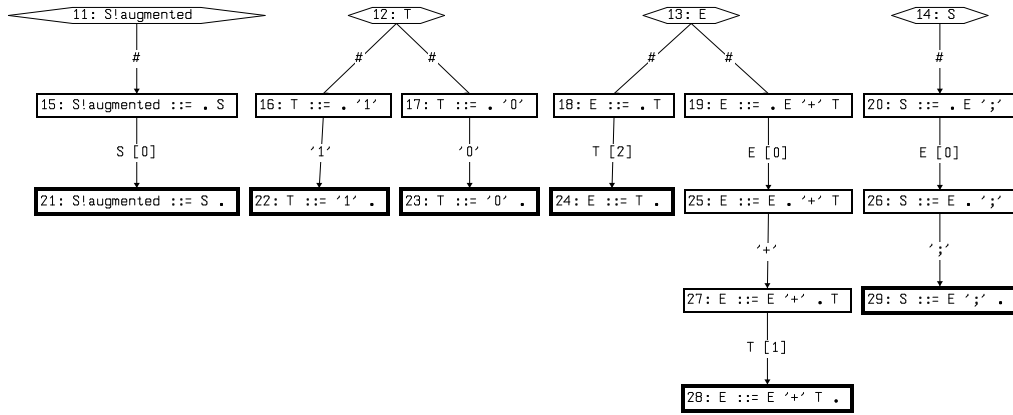 11: S!augmented 12: T 13: E 14: S
# # # # # #
15: S!augmented ::= . S 16: T ::= . '1' 17: T ::= . '0' 18: E ::= . T 19: E ::= . E '+' T 20: S ::= . E ';'
S [0] '1' '0' T [2] E [0] E [0]
21: S!augmented ::= S . 22: T ::= '1' . 23: T ::= '0' . 24: E ::= T . 25: E ::= E . '+' T 26: S ::= E . ';'
'+' ';'
27: E ::= E '+' . T 29: S ::= E ';' .
T [1]
28: E ::= E '+' T .